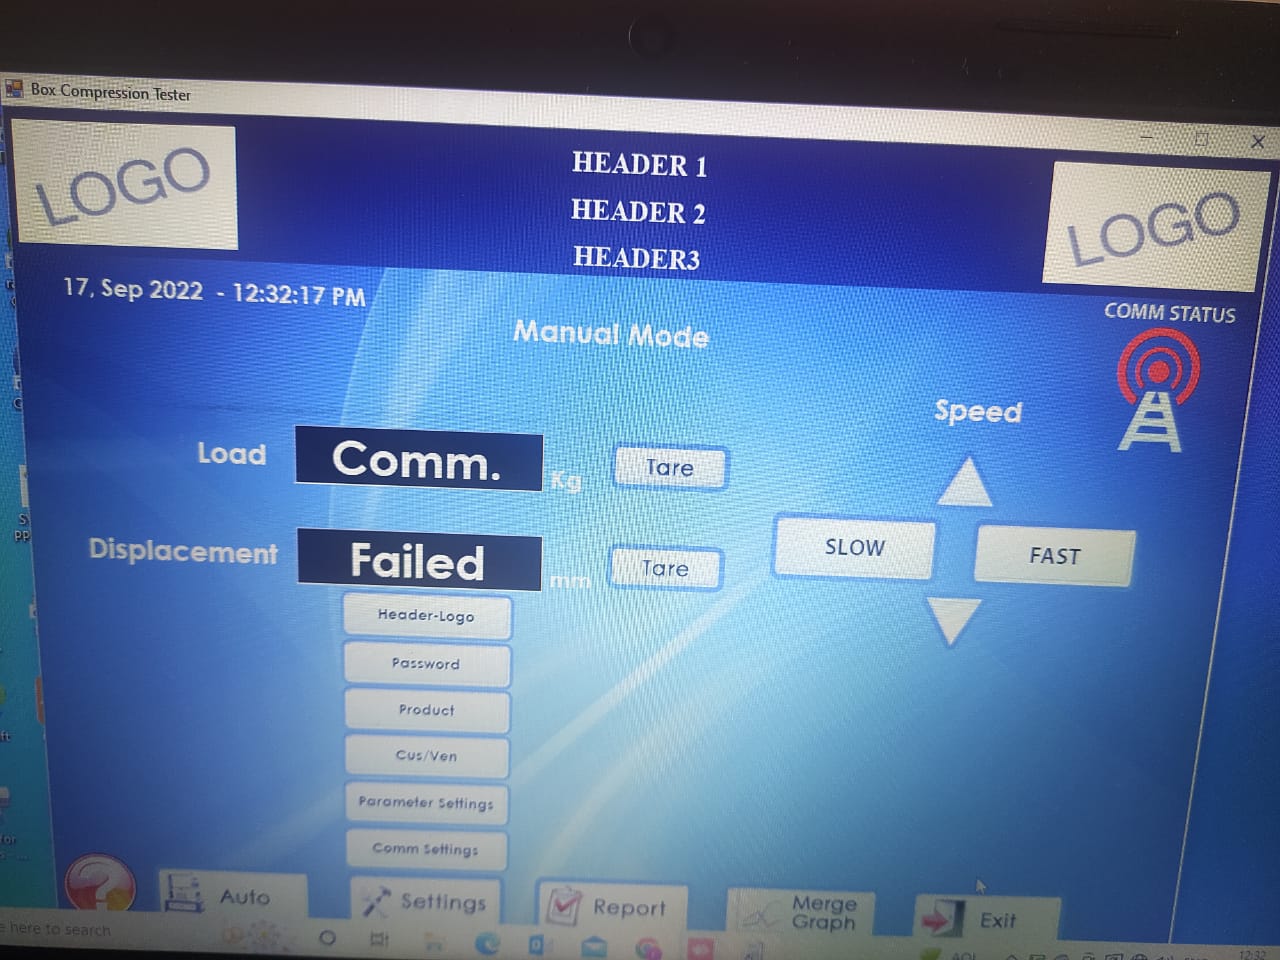 Box Compression Tester
LOGO
HEADER 1
HEADER 2
HEADER3
LOGO
17, Sep 2022 - 12:32:17 PM
COMM STATUS
Manual Mode
Speed
Load
Comm.
Kg
Tare
Displacement
Failed
mm
Tare
SLOW
FAST
Header-Logo
Password
Product
Cus/Ven
Parameter Settings
Comm Settings
Auto
Settings
Report
Merge
Graph
Exit
here to search
12:32